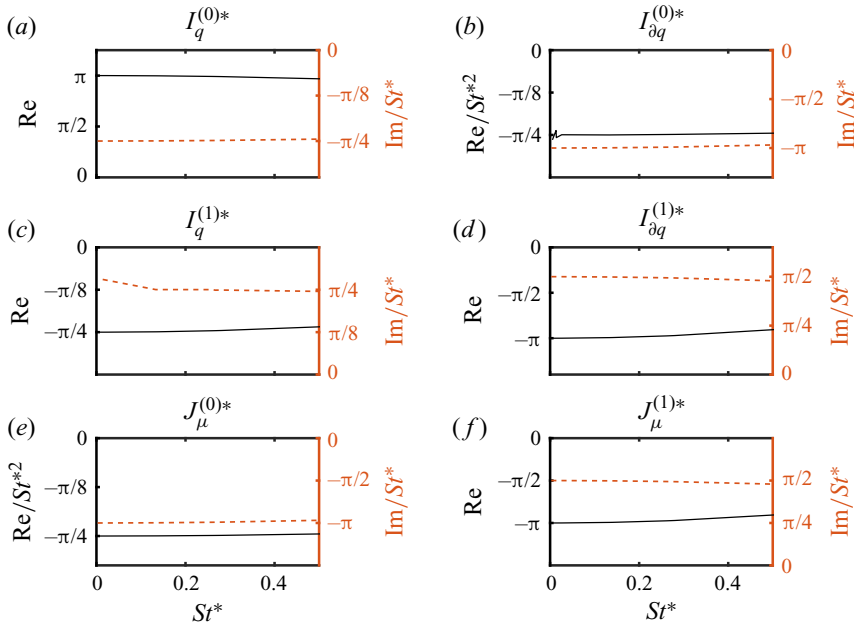 (a) I_q^{(0)*}
Re
π
π/2
0
0
−π/8
−π/4
Im/St*
(b) I_{∂q}^{(0)*}
Re/St*²
0
−π/8
−π/4
0
−π/2
−π
Im/St*
(c) I_q^{(1)*}
Re
0
−π/8
−π/4
π/4
π/8
0
Im/St*
(d) I_{∂q}^{(1)*}
Re
0
−π/2
−π
π/2
π/4
0
Im/St*
(e) J_μ^{(0)*}
Re/St*²
0
−π/8
−π/4
0
−π/2
−π
Im/St*
0 0.2 0.4
St*
(f) J_μ^{(1)*}
Re
0
−π/2
−π
π/2
π/4
0
Im/St*
0 0.2 0.4
St*